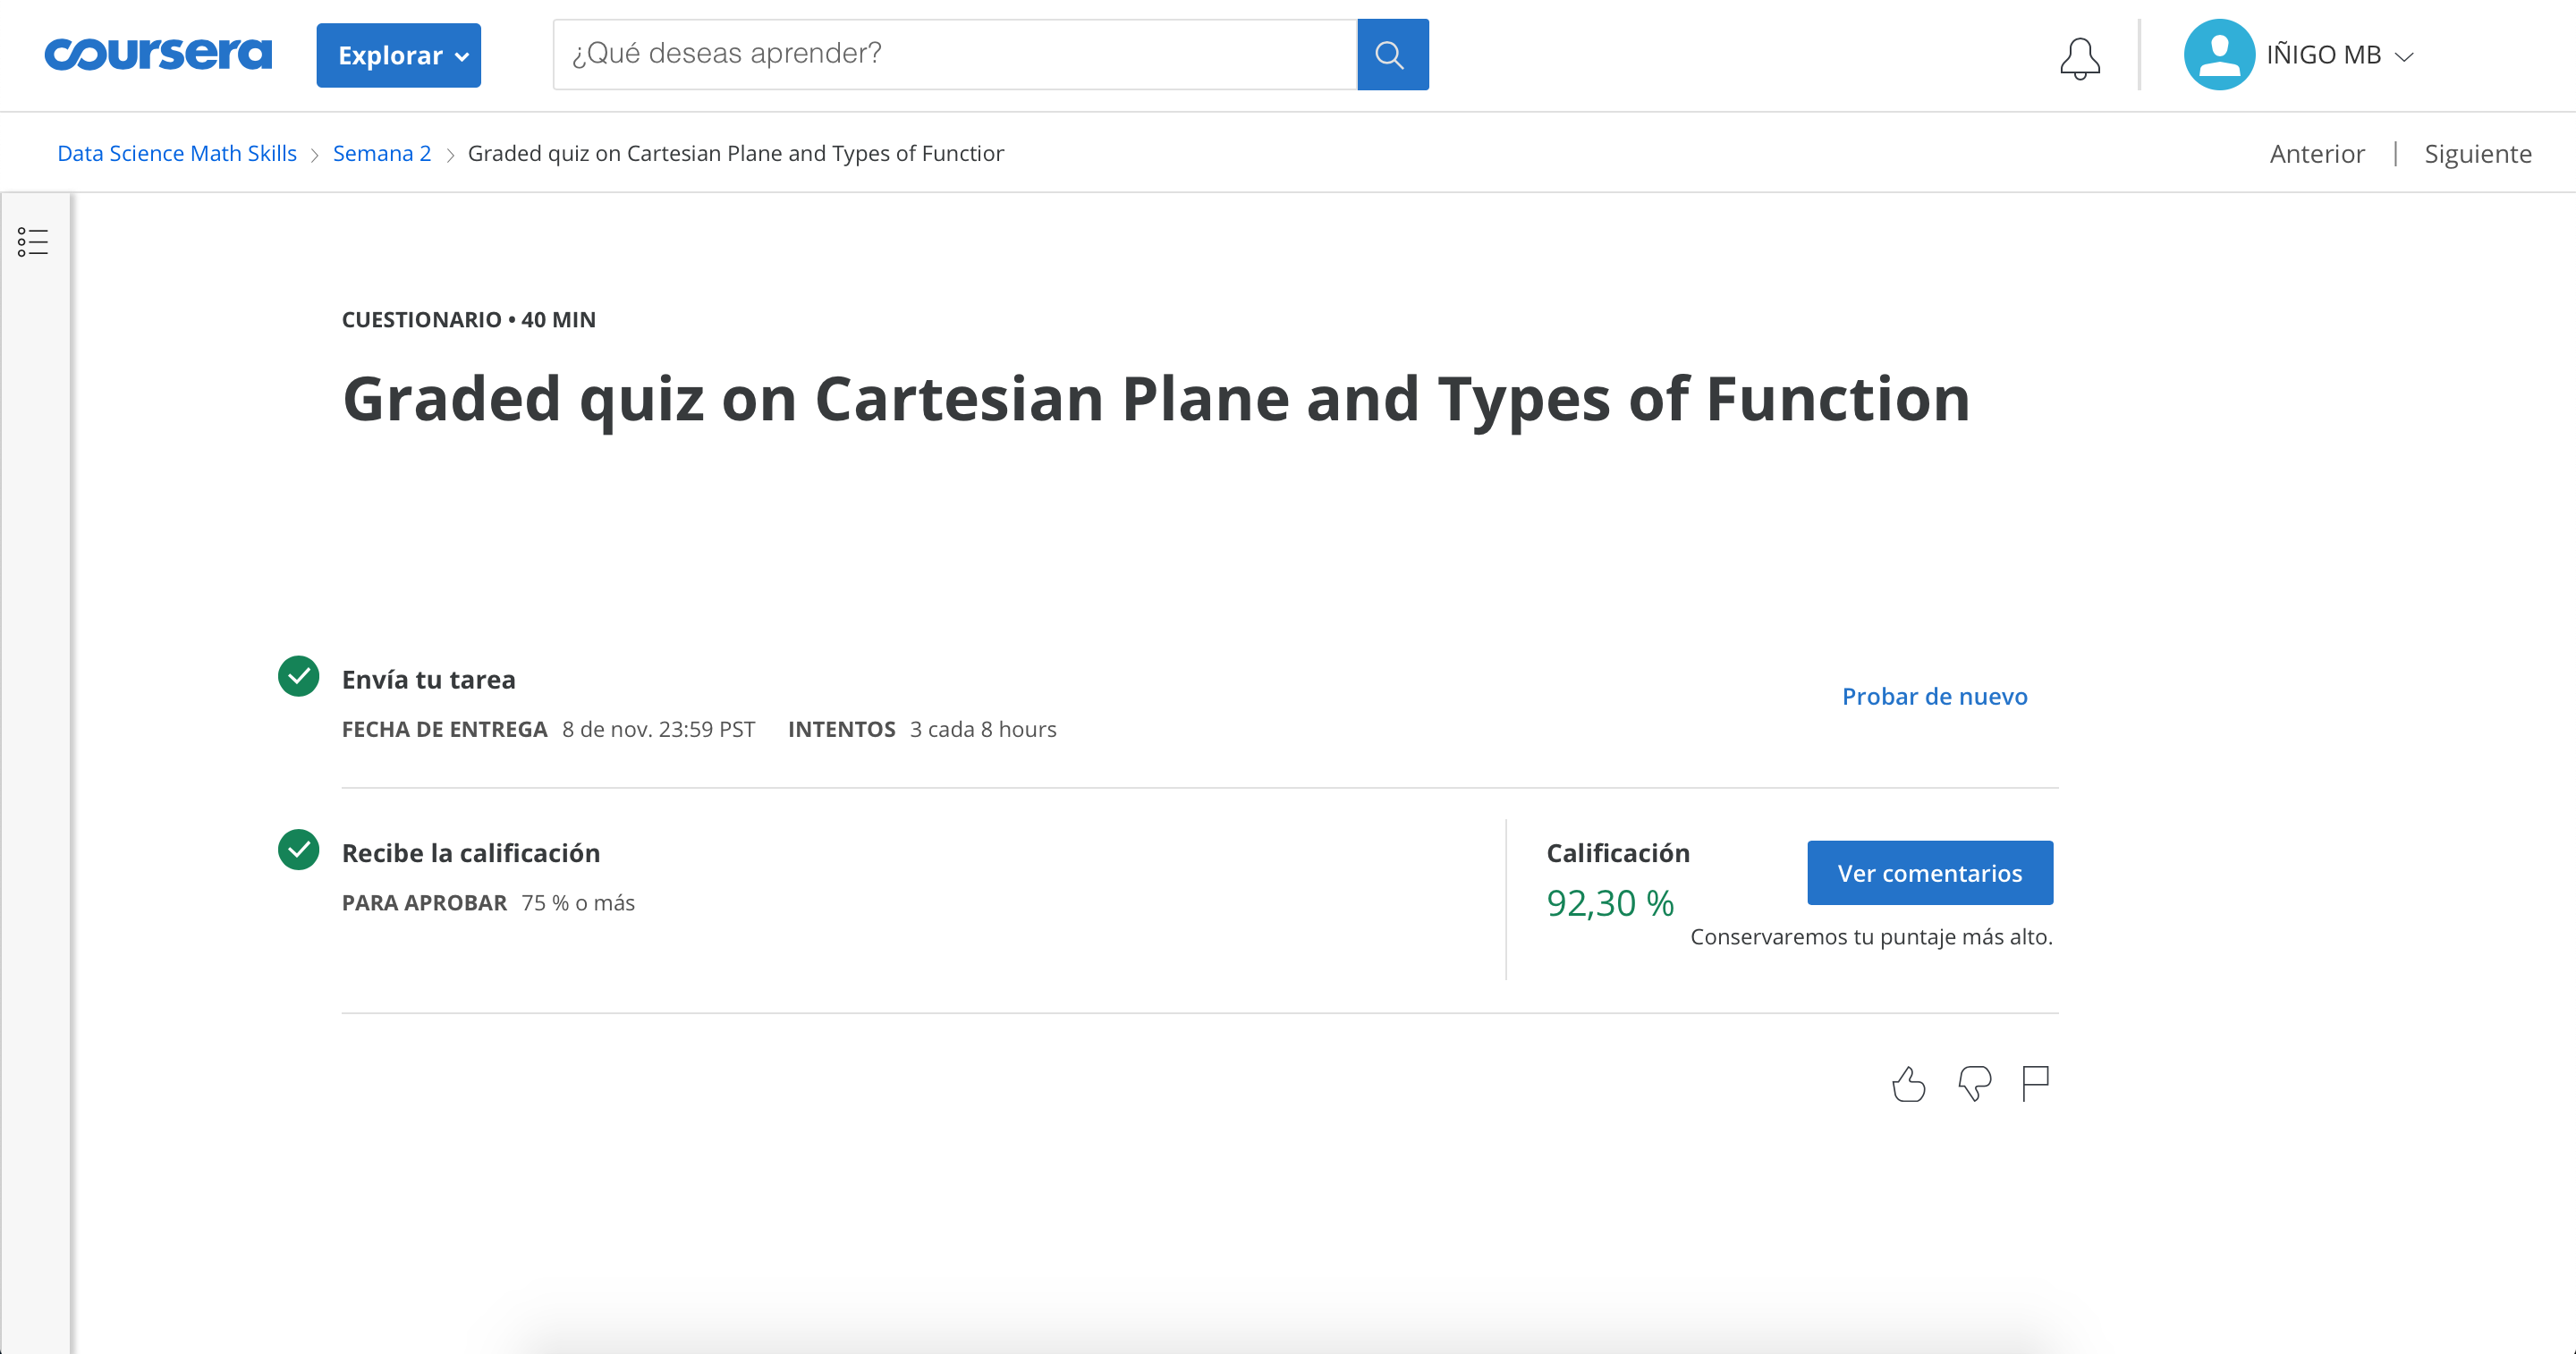 coursera
Explorar
¿Qué deseas aprender?
IÑIGO MB
Data Science Math Skills
Semana 2
Graded quiz on Cartesian Plane and Types of Functior
Anterior | Siguiente
CUESTIONARIO • 40 MIN
Graded quiz on Cartesian Plane and Types of Function
Envía tu tarea
FECHA DE ENTREGA 8 de nov. 23:59 PST INTENTOS 3 cada 8 hours
Probar de nuevo
Recibe la calificación
PARA APROBAR 75 % o más
Calificación
92,30 %
Ver comentarios
Conservaremos tu puntaje más alto.